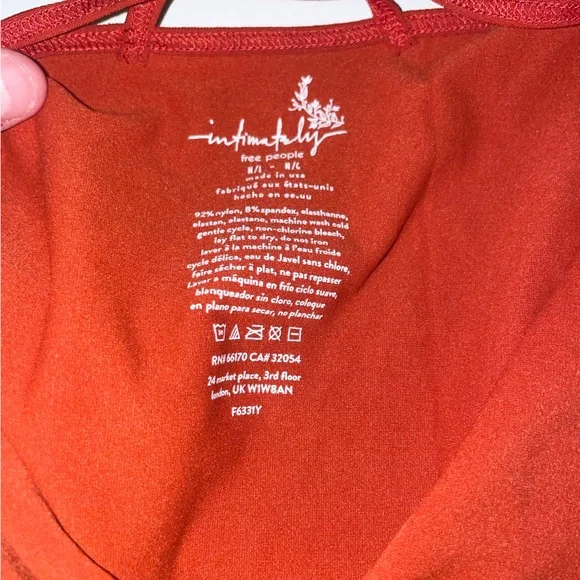 intimately
free people
M/L - M/G
made in usa
fabriqué aux états-unis
hecho en ee.uu
92% nylon, 8% spandex, elasthanne,
elastan, elastano, machine wash cold
gentle cycle, non-chlorine bleach,
lay flat to dry, do not iron
laver à la machine à l'eau froide
cycle délica, eau de Javel sans chlore,
faire sécher à plat, ne pas repasser
Lavar a máquina en frío ciclo suave,
blanqueador sin cloro, coloque
en plano para secar, no planchar
RN# 66170 CA# 32054
24 market place, 3rd floor
london, UK W1W8AN
F6331Y